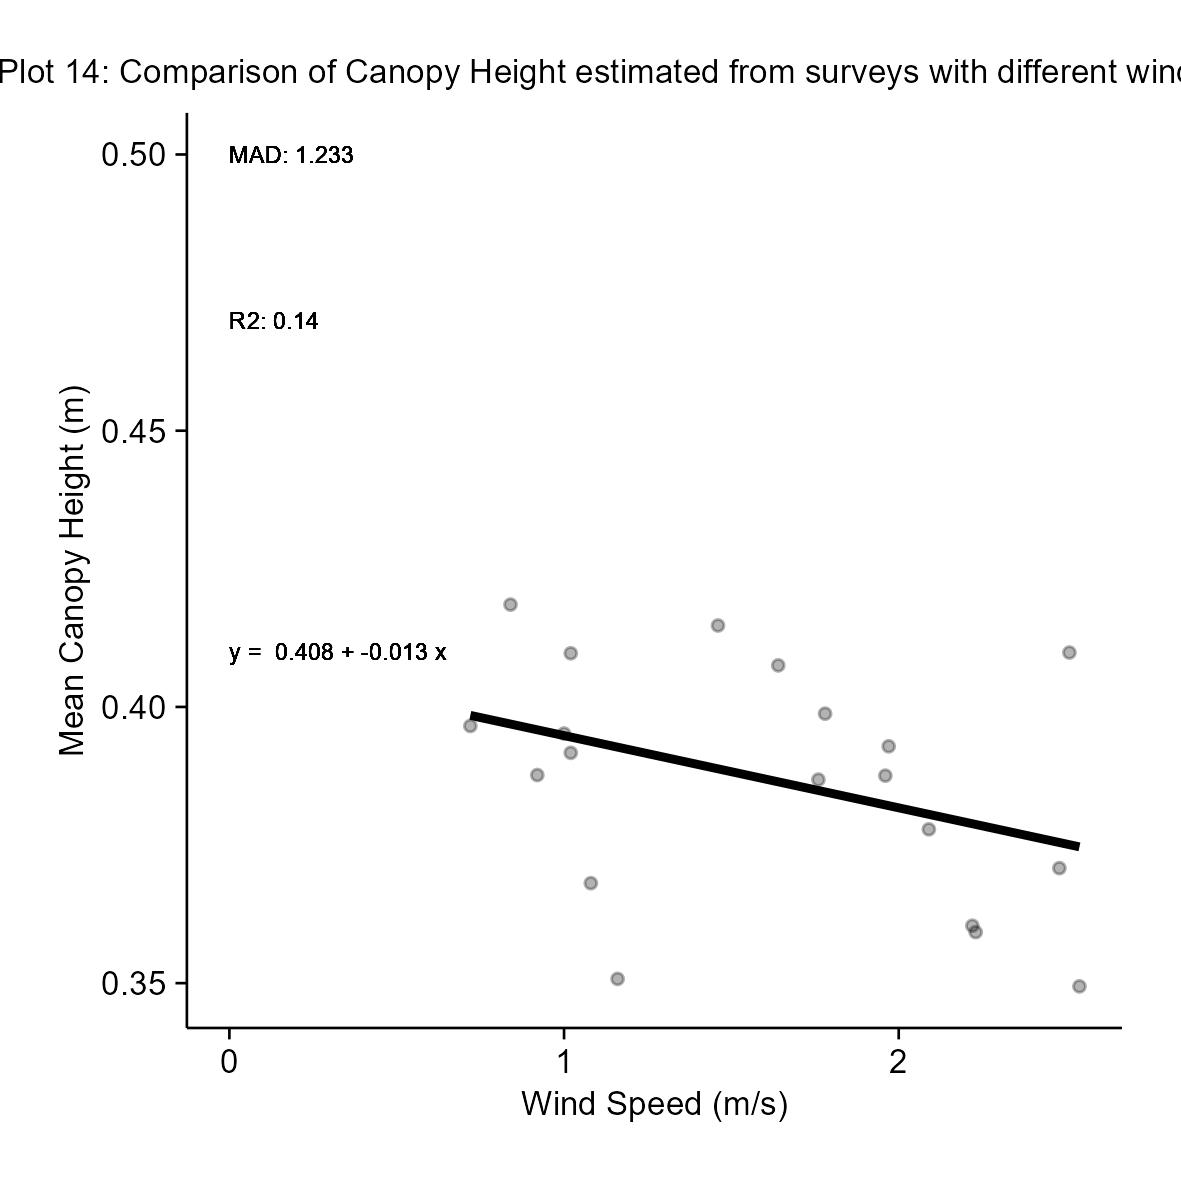 Plot 14: Comparison of Canopy Height estimated from surveys with different
0.50
MAD: 1.233
R2: 0.14
0.45
Mean Canopy Height (m)
y =  0.408 + -0.013 x
0.40
0.35
0
1
2
Wind Speed (m/s)